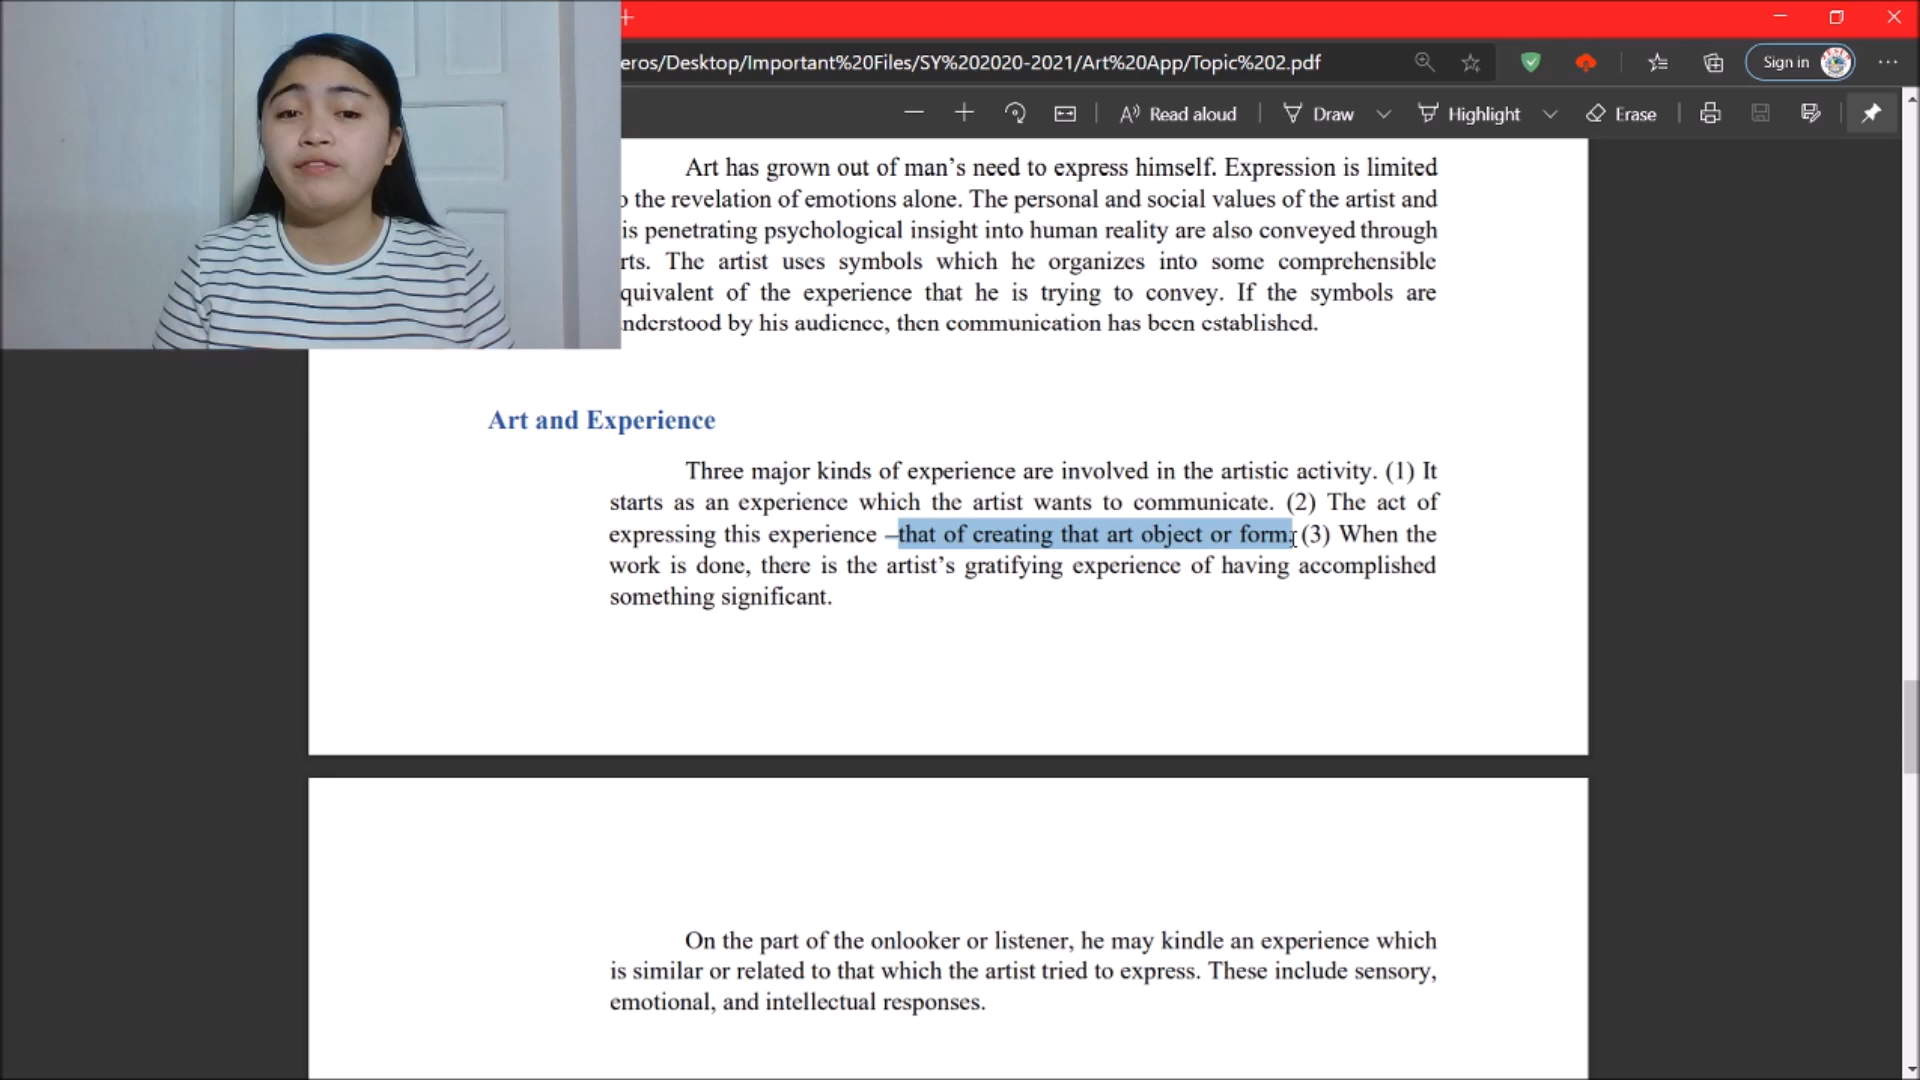 eros/Desktop/Important%20Files/SY%202020-2021/Art%20App/Topic%202.pdf
Sign in
Read aloud
Draw
Highlight
Erase
Art has grown out of man's need to express himself. Expression is limited
the revelation of emotions alone. The personal and social values of the artist and
is penetrating psychological insight into human reality are also conveyed through
rts. The artist uses symbols which he organizes into some comprehensible
quivalent of the experience that he is trying to convey. If the symbols are
nderstood by his audience, then communication has been established.
Art and Experience
Three major kinds of experience are involved in the artistic activity. (1) It
starts as an experience which the artist wants to communicate. (2) The act of
expressing this experience –that of creating that art object or form. (3) When the
work is done, there is the artist's gratifying experience of having accomplished
something significant.
On the part of the onlooker or listener, he may kindle an experience which
is similar or related to that which the artist tried to express. These include sensory,
emotional, and intellectual responses.